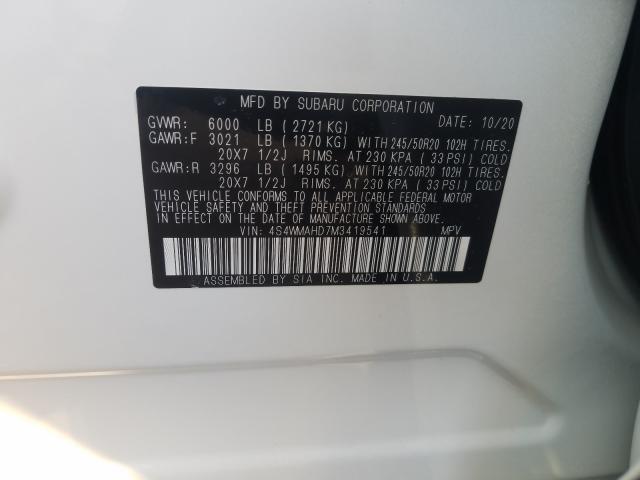 MFD BY SUBARU CORPORATION DATE: 10/20
GVWR: 6000 LB ( 2721 KG)
GAWR:F 3021 LB ( 1370 KG) WITH 245/50R20 102H TIRES.
20X7 1/2J RIMS. AT 230 KPA ( 33 PSI) COLD
GAWR:R 3296 LB ( 1495 KG) WITH 245/50R20 102H TIRES.
20X7 1/2J RIMS. AT 230 KPA ( 33 PSI) COLD
THIS VEHICLE CONFORMS TO ALL APPLICABLE FEDERAL MOTOR
VEHICLE SAFETY AND THEFT PREVENTION STANDARDS IN EFFECT
ON THE DATE OF MANUFACTURE SHOWN ABOVE.
VIN: 4S4WMAHD7M3419541 MPV
ASSEMBLED BY SIA INC. MADE IN U.S.A.